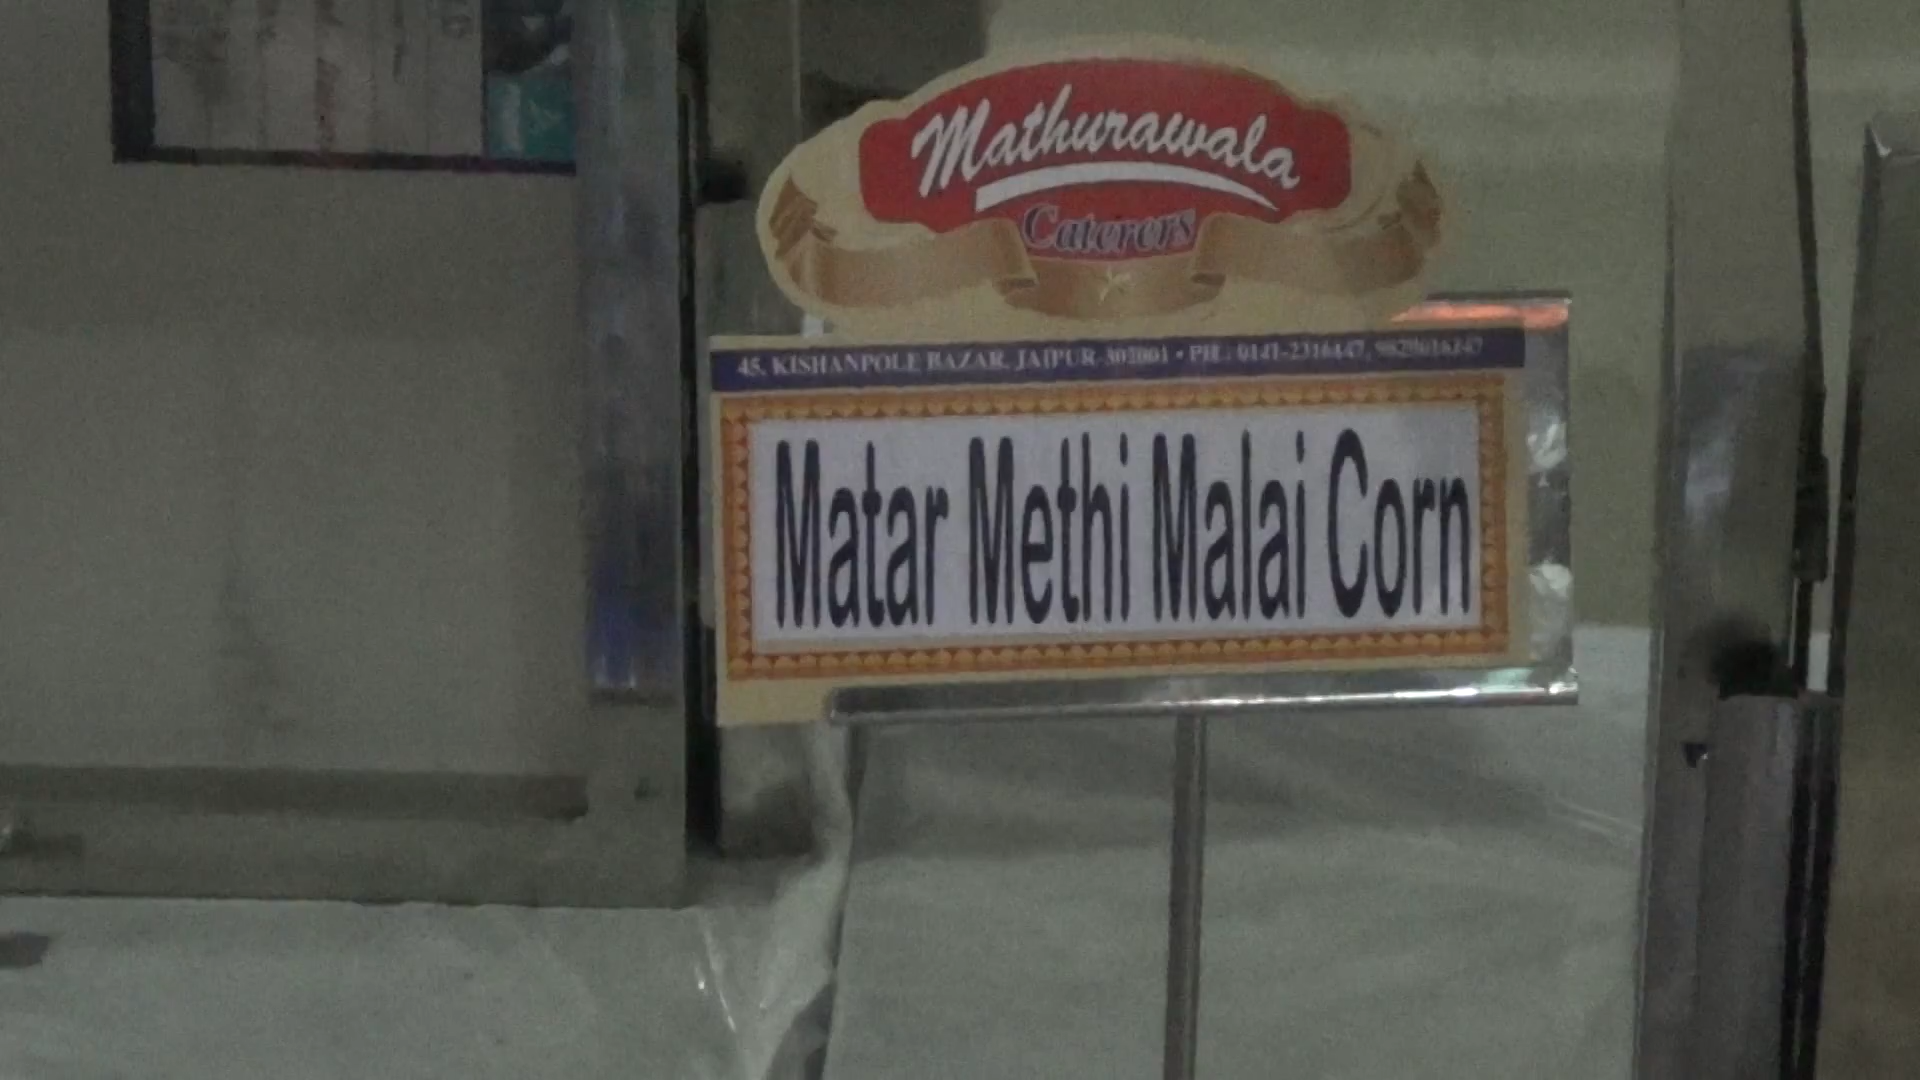 Mathurawala
Caterers
45, KISHANPOLE BAZAR, JAIPUR-302001 • PH.: 0141-2316447,
Matar Methi Malai Corn